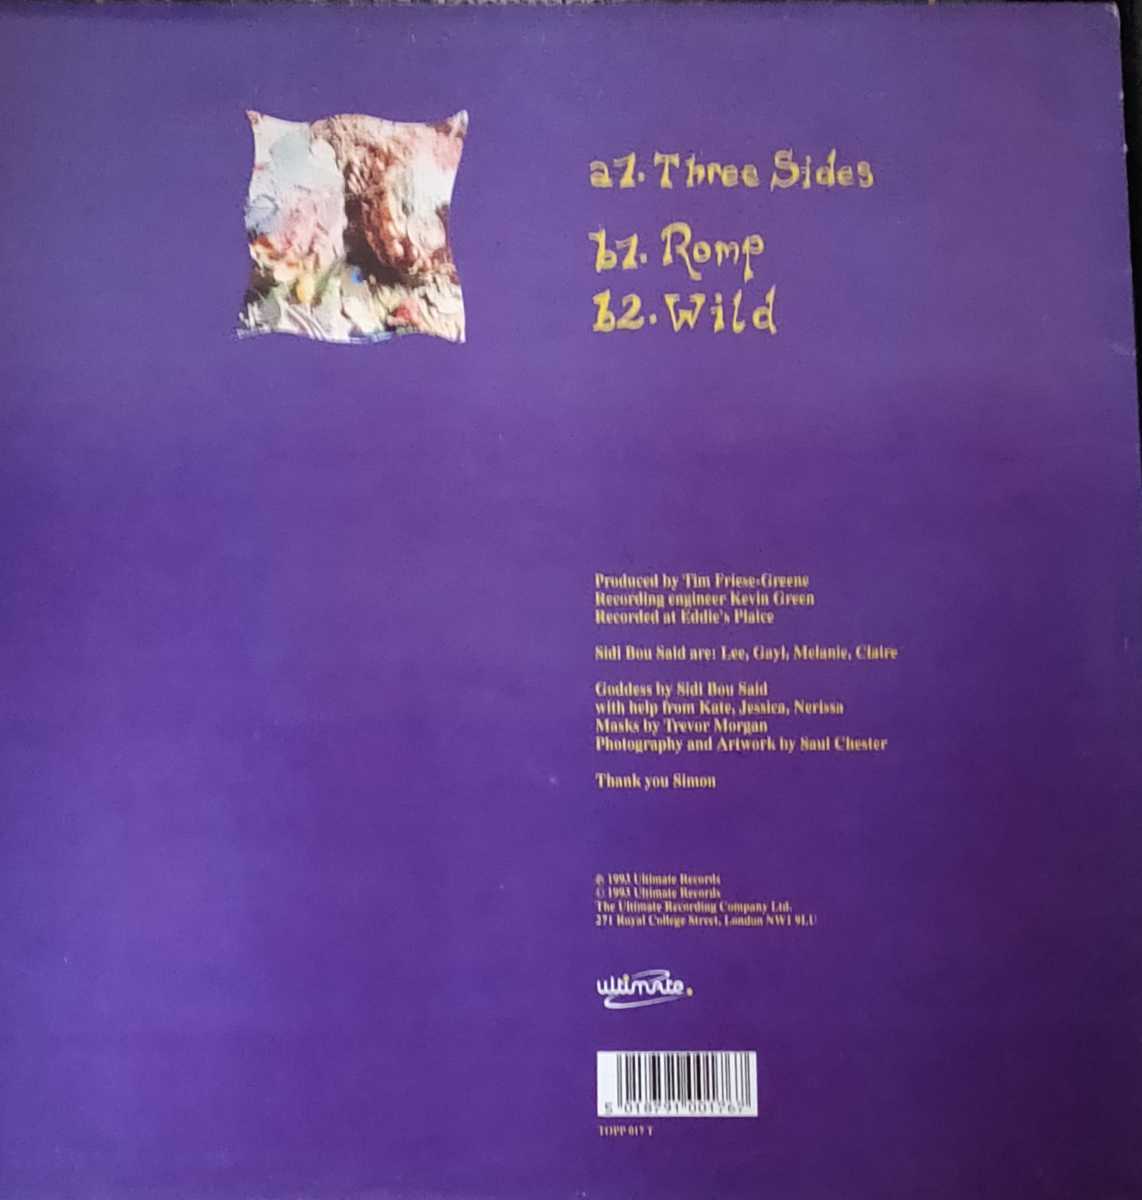 a1. Three Sides
b1. Romp
b2. Wild
Produced by Tim Friese-Greene
Recording engineer Kevin Green
Recorded at Eddie's Plaice
Sidi Bou Said are: Lee, Gayl, Melanie, Claire
Goddess by Sidi Bou Said
with help from Kate, Jessica, Nerissa
Masks by Trevor Morgan
Photography and Artwork by Saul Chester
Thank you Simon
℗ 1993 Ultimate Records
© 1993 Ultimate Records
The Ultimate Recording Company Ltd.
271 Royal College Street, London NW1 9LU
ultimate.
5 018791 001767
TOPP 017 T